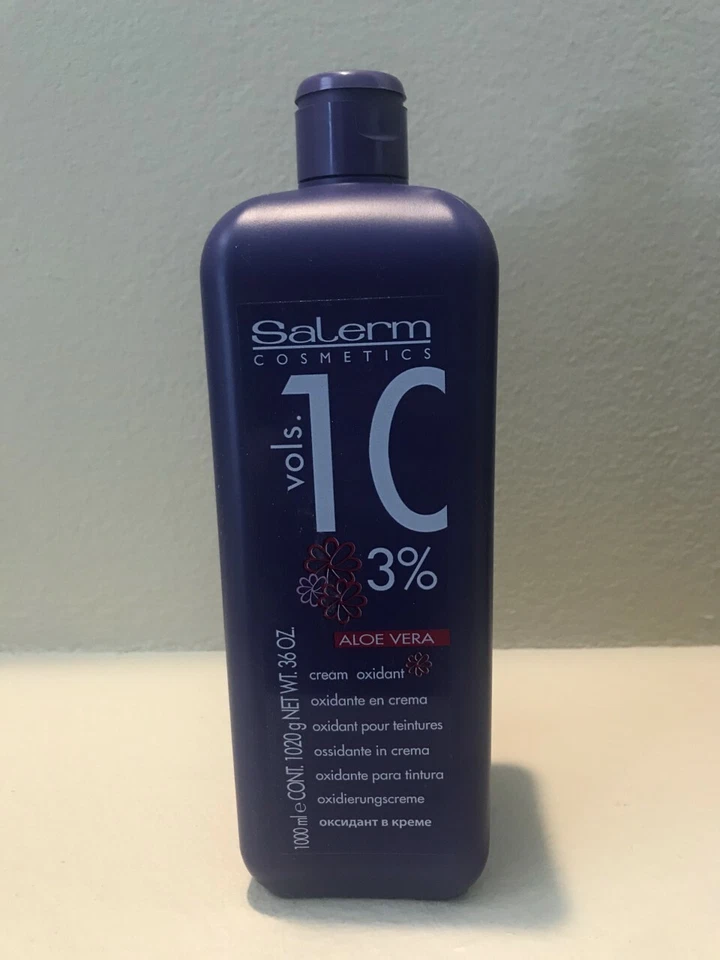 Salerm
COSMETICS
vols.
10
3%
ALOE VERA
cream oxidant
oxidante en crema
oxidant pour teintures
ossidante in crema
oxidante para tintura
oxidierungscreme
оксидант в креме
1000 ml e CONT. 1020 g NET WT. 36 OZ.